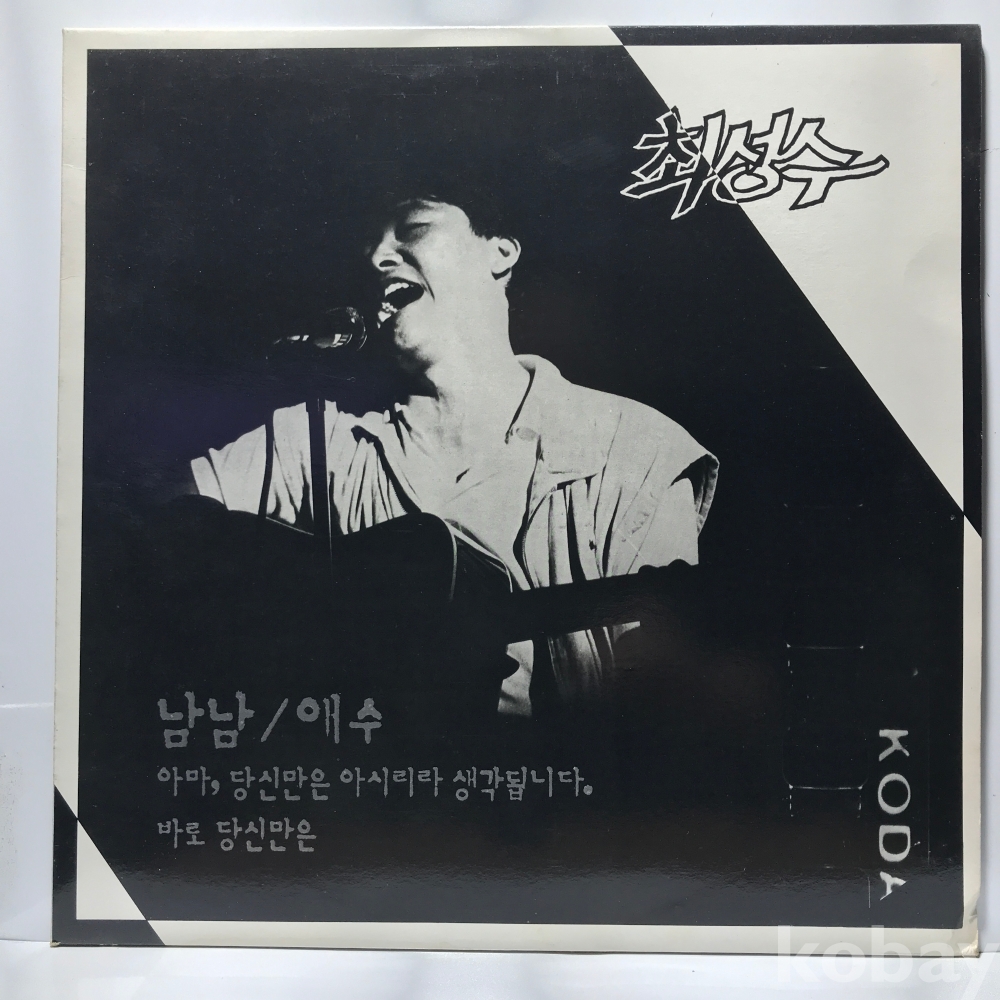 최성수
남남/애수
아마, 당신만은 아시리라 생각됩니다.
바로 당신만은
KODA
kobay